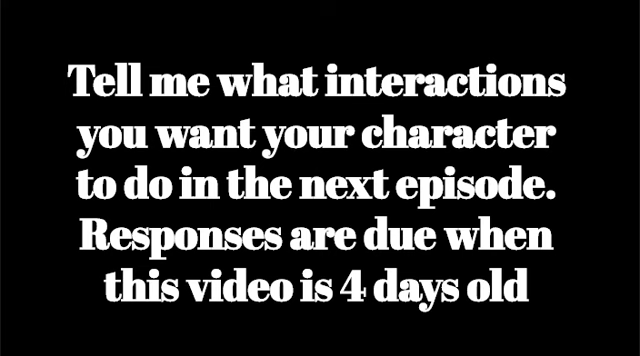 Tell me what interactions
you want your character
to do in the next episode.
Responses are due when
this video is 4 days old